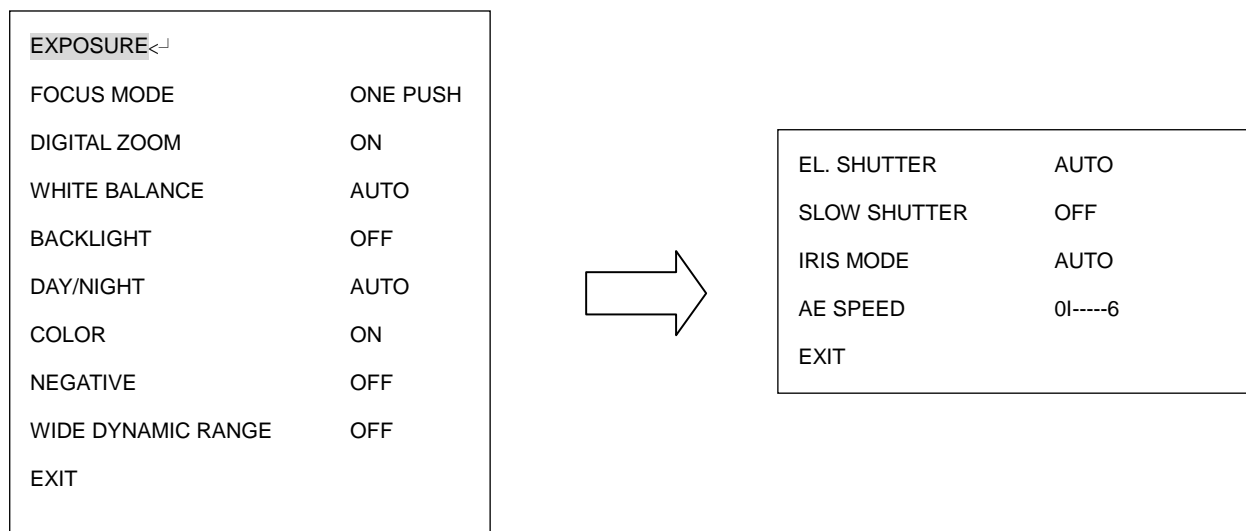 EXPOSURE<┘
FOCUS MODE ONE PUSH
DIGITAL ZOOM ON
WHITE BALANCE AUTO
BACKLIGHT OFF
DAY/NIGHT AUTO
COLOR ON
NEGATIVE OFF
WIDE DYNAMIC RANGE OFF
EXIT
EL. SHUTTER AUTO
SLOW SHUTTER OFF
IRIS MODE AUTO
AE SPEED 0I-----6
EXIT